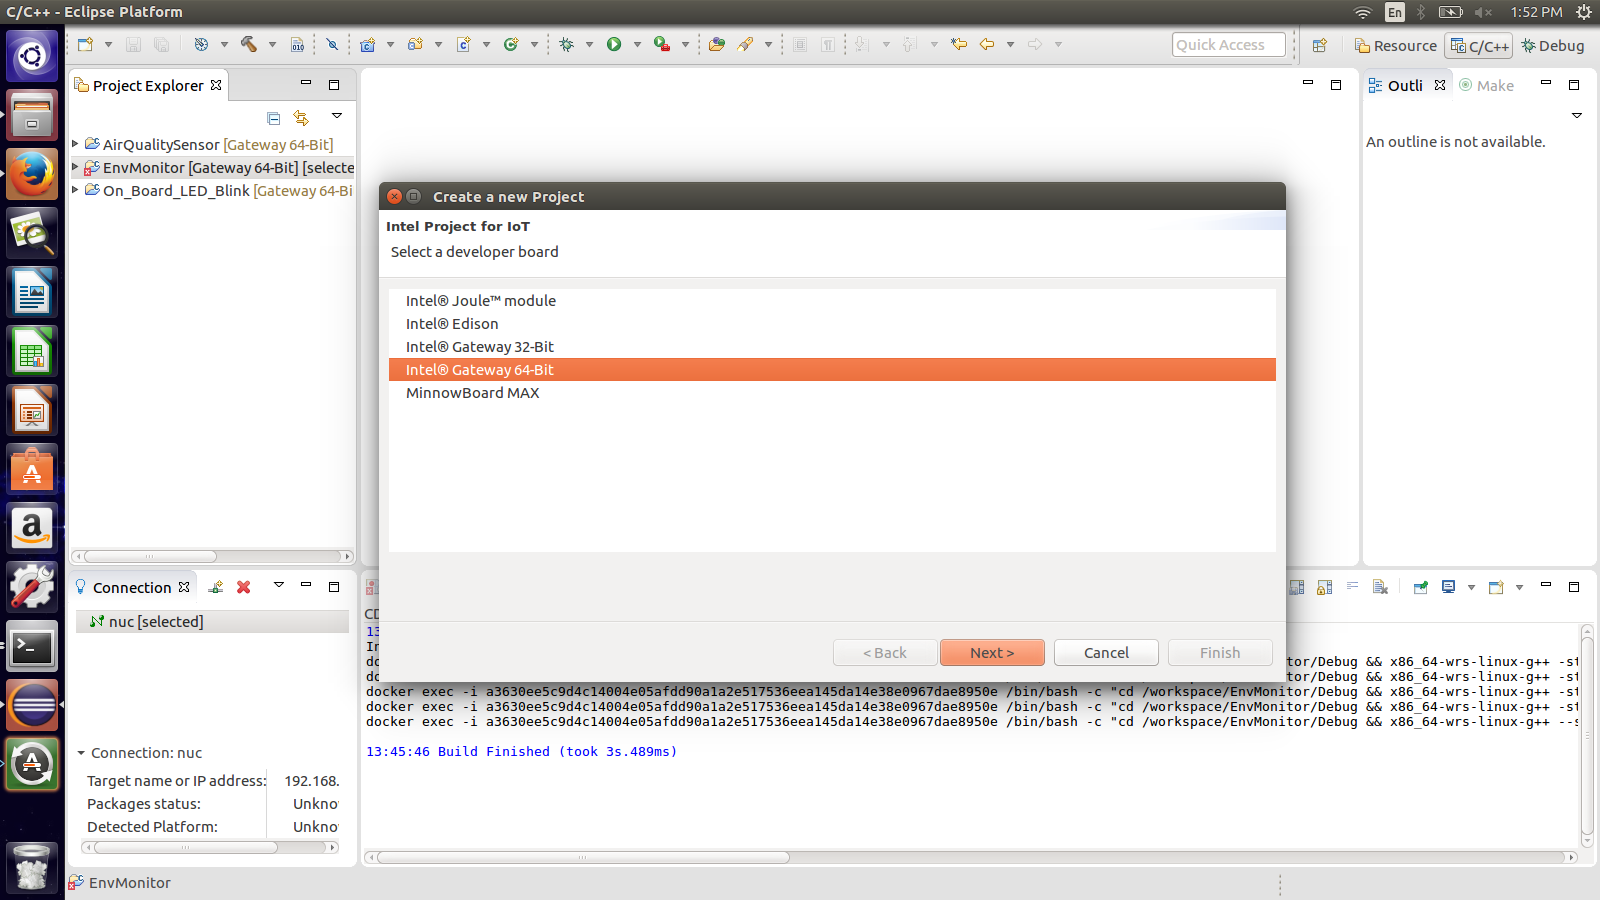 C/C++ - Eclipse Platform
En
1:52 PM
Quick Access
Resource
C/C++
Debug
Project Explorer
AirQualitySensor [Gateway 64-Bit]
EnvMonitor [Gateway 64-Bit] [selecte
On_Board_LED_Blink [Gateway 64-Bi
Outli
Make
An outline is not available.
Create a new Project
Intel Project for IoT
Select a developer board
Intel® Joule™ module
Intel® Edison
Intel® Gateway 32-Bit
Intel® Gateway 64-Bit
MinnowBoard MAX
< Back
Next >
Cancel
Finish
Connection
nuc [selected]
Connection: nuc
Target name or IP address: 192.168.
Packages status: Unkno
Detected Platform: Unkno
CD
13
In
do tor/Debug && x86_64-wrs-linux-g++ -st
do tor/Debug && x86_64-wrs-linux-g++ -st
docker exec -i a3630ee5c9d4c14004e05afdd90a1a2e517536eea145da14e38e0967dae8950e /bin/bash -c "cd /workspace/EnvMonitor/Debug && x86_64-wrs-linux-g++ -st
docker exec -i a3630ee5c9d4c14004e05afdd90a1a2e517536eea145da14e38e0967dae8950e /bin/bash -c "cd /workspace/EnvMonitor/Debug && x86_64-wrs-linux-g++ -st
docker exec -i a3630ee5c9d4c14004e05afdd90a1a2e517536eea145da14e38e0967dae8950e /bin/bash -c "cd /workspace/EnvMonitor/Debug && x86_64-wrs-linux-g++ --s
13:45:46 Build Finished (took 3s.489ms)
EnvMonitor